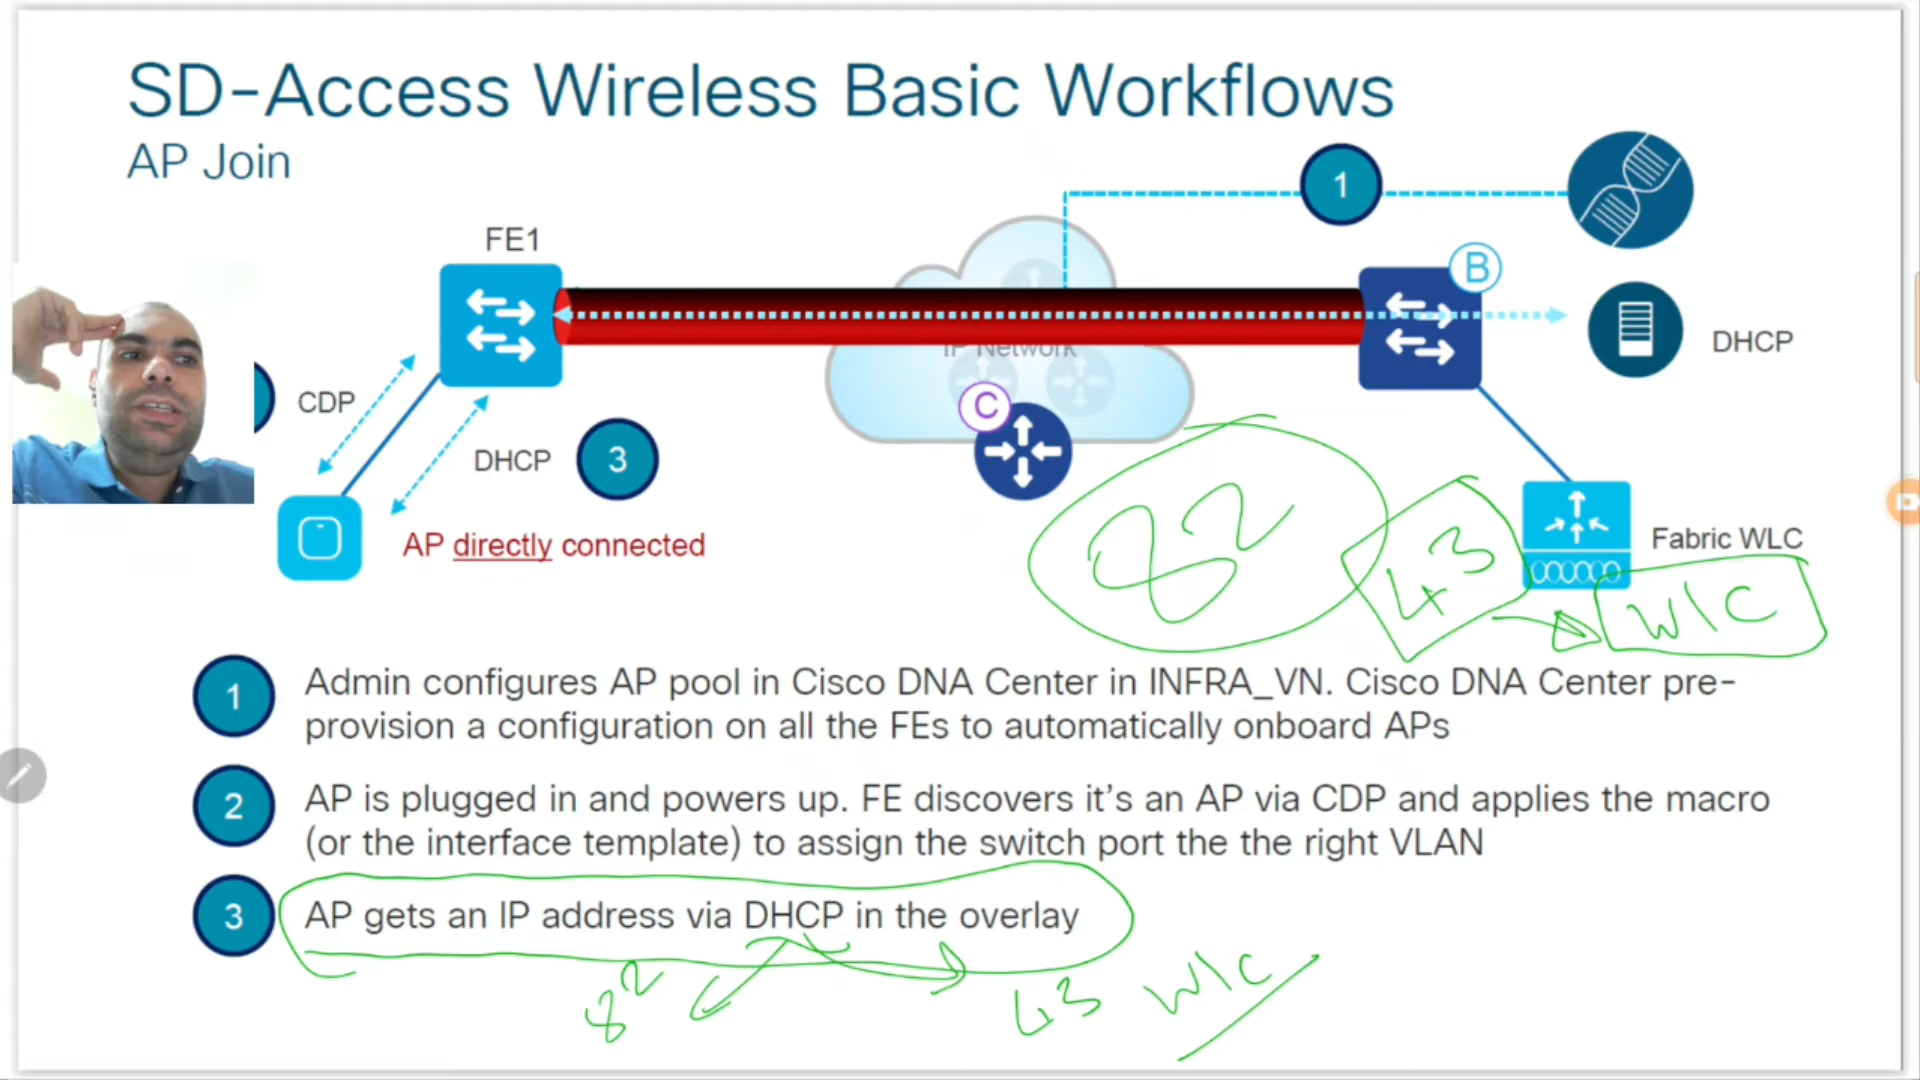 SD-Access Wireless Basic Workflows
AP Join
1
FE1
B
IP Network
DHCP
CDP
C
DHCP
3
AP directly connected
82
43
Fabric WLC
WLC
1
Admin configures AP pool in Cisco DNA Center in INFRA_VN. Cisco DNA Center pre-
provision a configuration on all the FEs to automatically onboard APs
2
AP is plugged in and powers up. FE discovers it's an AP via CDP and applies the macro
(or the interface template) to assign the switch port the the right VLAN
3
AP gets an IP address via DHCP in the overlay
82
43 WLC